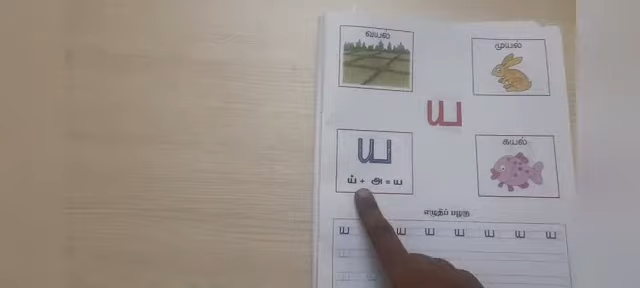 வயல்
முயல்
ய
ய
கயல்
ய் + அ = ய
எழுதிப் பழகு
ய ய ய ய ய ய ய ய
ய
ய